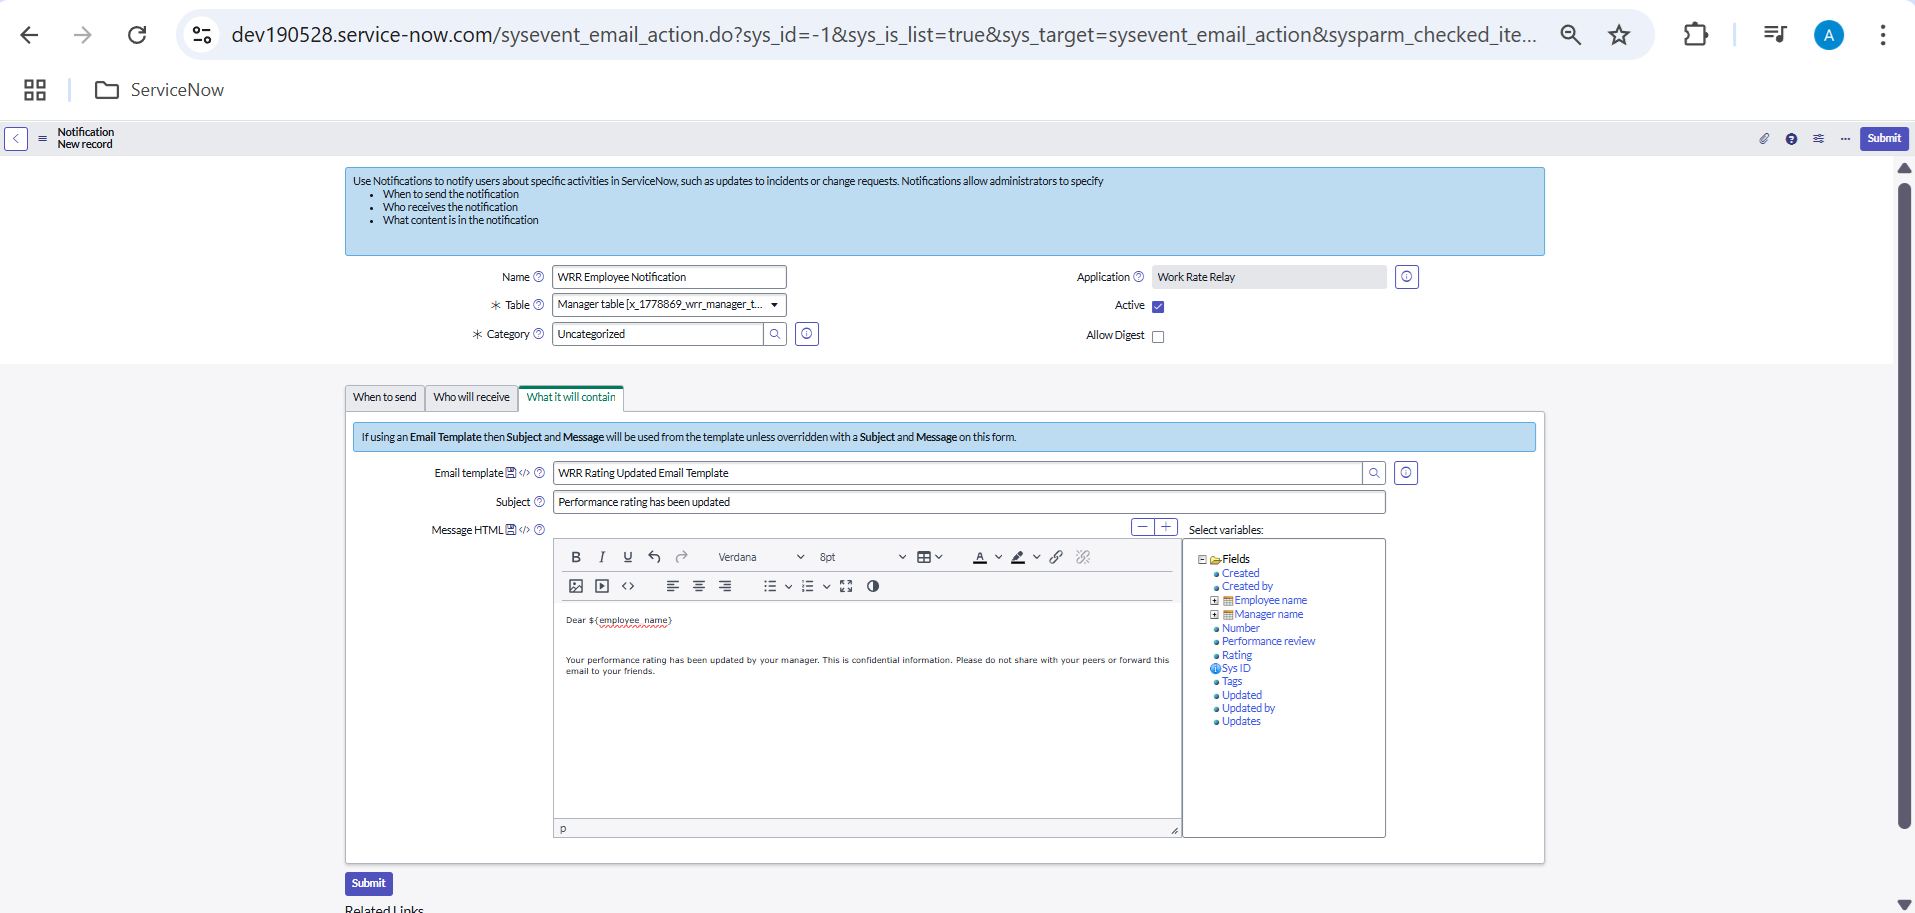 dev190528.service-now.com/sysevent_email_action.do?sys_id=-1&sys_is_list=true&sys_target=sysevent_email_action&sysparm_checked_ite...
A
ServiceNow
Notification
New record
Submit
Use Notifications to notify users about specific activities in ServiceNow, such as updates to incidents or change requests. Notifications allow administrators to specify
• When to send the notification
• Who receives the notification
• What content is in the notification
Name WRR Employee Notification
Application Work Rate Relay
Table Manager table [x_1778869_wrr_manager_t...
Active
Category Uncategorized
Allow Digest
When to send Who will receive What it will contain
If using an Email Template then Subject and Message will be used from the template unless overridden with a Subject and Message on this form.
Email template WRR Rating Updated Email Template
Subject Performance rating has been updated
Message HTML
Select variables:
B I U Verdana 8pt A
Dear ${employee_name}
Your performance rating has been updated by your manager. This is confidential information. Please do not share with your peers or forward this
email to your friends.
p
Fields
Created
Created by
Employee name
Manager name
Number
Performance review
Rating
Sys ID
Tags
Updated
Updated by
Updates
Submit
Related Links